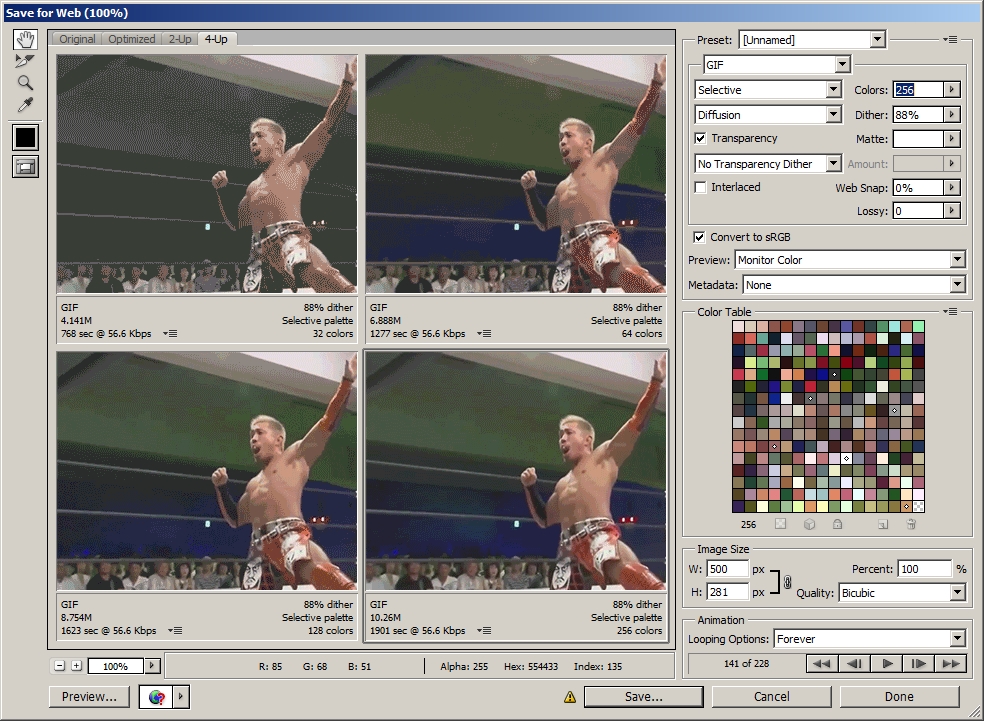 Save for Web (100%)
Original Optimized 2-Up 4-Up
GIF 88% dither
4.141M Selective palette
768 sec @ 56.6 Kbps 32 colors
GIF 88% dither
6.888M Selective palette
1277 sec @ 56.6 Kbps 64 colors
GIF 88% dither
8.754M Selective palette
1623 sec @ 56.6 Kbps 128 colors
GIF 88% dither
10.26M Selective palette
1901 sec @ 56.6 Kbps 256 colors
100% R: 85 G: 68 B: 51 Alpha: 255 Hex: 554433 Index: 135
Preview... Save... Cancel Done
Preset: [Unnamed]
GIF
Selective Colors: 256
Diffusion Dither: 88%
Transparency Matte:
No Transparency Dither Amount:
Interlaced Web Snap: 0%
Lossy: 0
Convert to sRGB
Preview: Monitor Color
Metadata: None
Color Table
256
Image Size
W: 500 px Percent: 100 %
H: 281 px Quality: Bicubic
Animation
Looping Options: Forever
141 of 228